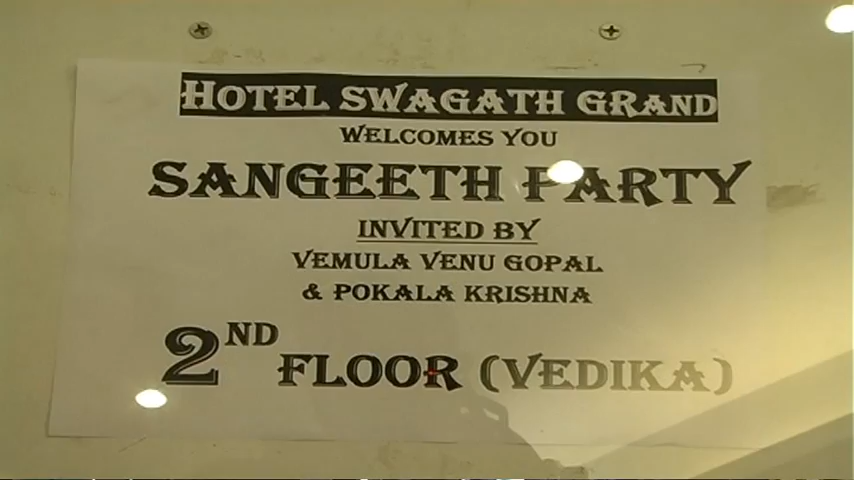 HOTEL SWAGATH GRAND
WELCOMES YOU
SANGEETH PARTY
INVITED BY
VEMULA VENU GOPAL
& POKALA KRISHNA
2ND FLOOR (VEDIKA)